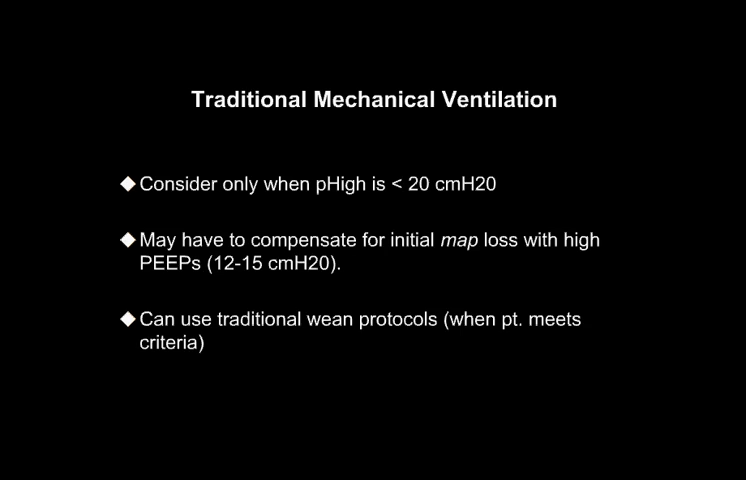 Traditional Mechanical Ventilation
◆ Consider only when pHigh is < 20 cmH20
◆ May have to compensate for initial map loss with high
PEEPs (12-15 cmH20).
◆ Can use traditional wean protocols (when pt. meets
criteria)